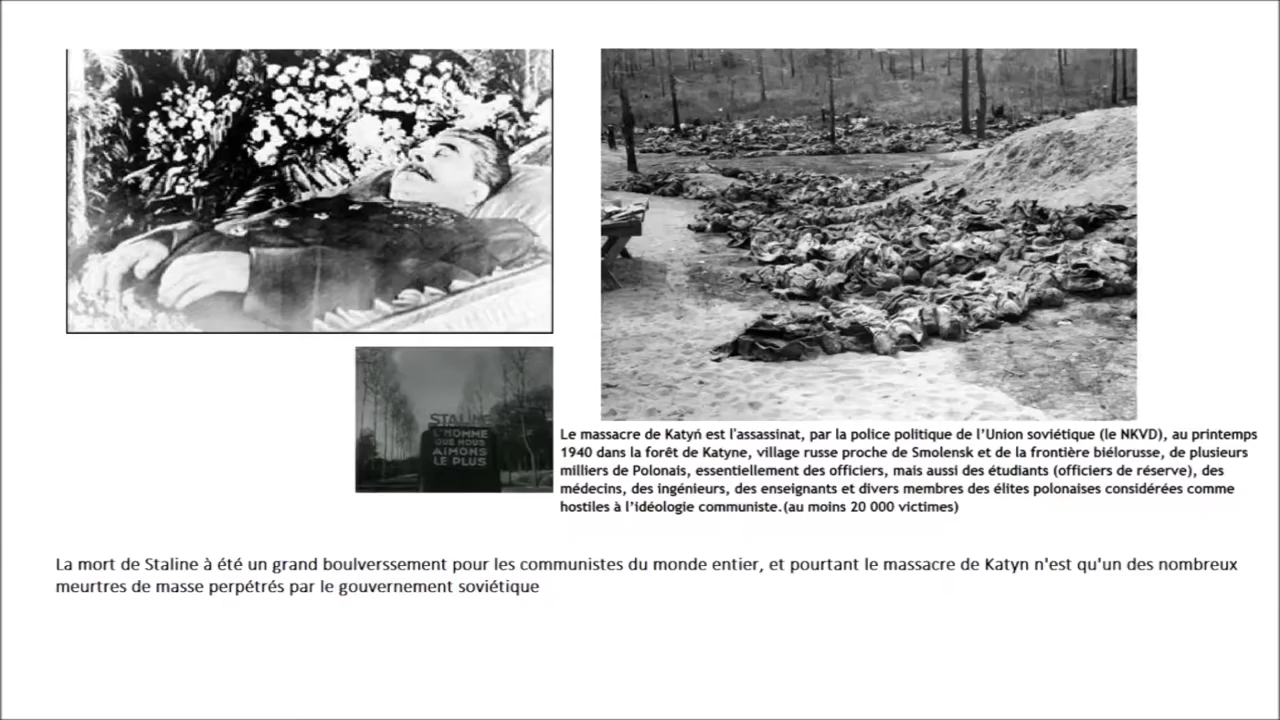 STALINE
L'HOMME
QUE NOUS
AIMONS
LE PLUS
Le massacre de Katyń est l'assassinat, par la police politique de l’Union soviétique (le NKVD), au printemps
1940 dans la forêt de Katyne, village russe proche de Smolensk et de la frontière biélorusse, de plusieurs
milliers de Polonais, essentiellement des officiers, mais aussi des étudiants (officiers de réserve), des
médecins, des ingénieurs, des enseignants et divers membres des élites polonaises considérées comme
hostiles à l’idéologie communiste.(au moins 20 000 victimes)
La mort de Staline à été un grand boulverssement pour les communistes du monde entier, et pourtant le massacre de Katyn n'est qu'un des nombreux
meurtres de masse perpétrés par le gouvernement soviétique